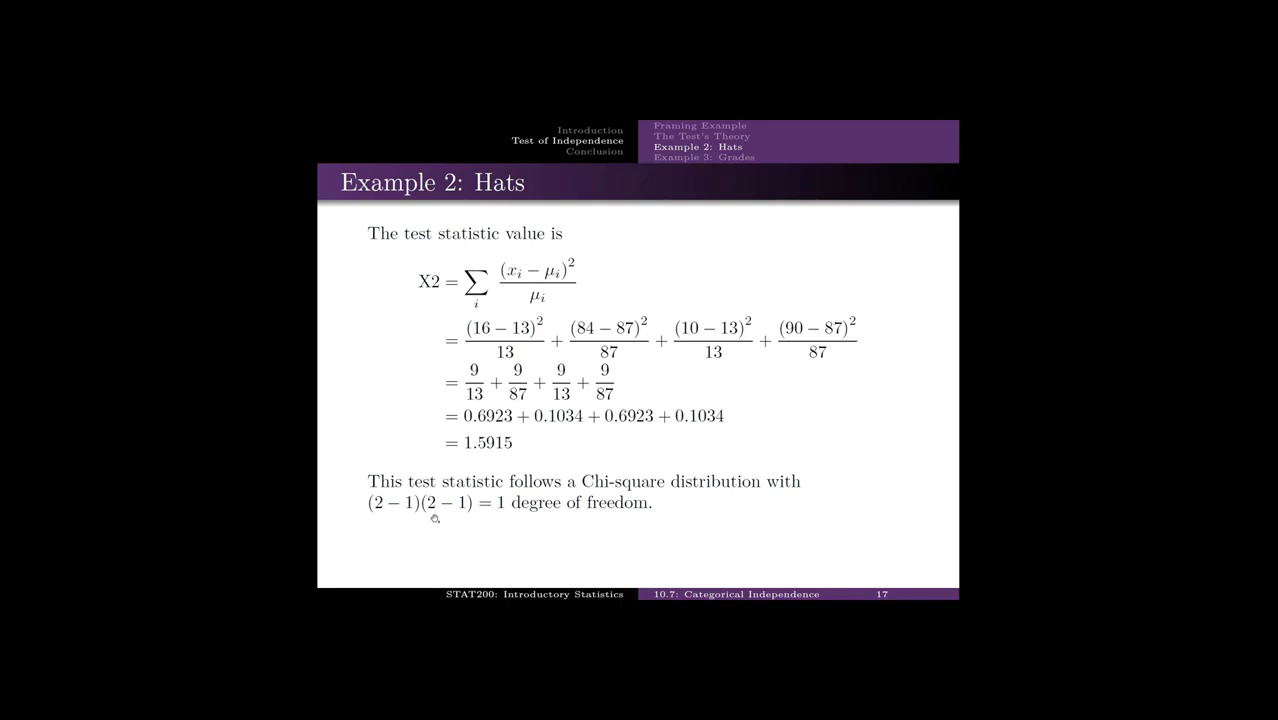 Introduction
Test of Independence
Conclusion
Framing Example
The Test's Theory
Example 2: Hats
Example 3: Grades
Example 2: Hats
The test statistic value is
X2 = ∑_i (x_i − μ_i)^2 / μ_i
= (16 − 13)^2 / 13 + (84 − 87)^2 / 87 + (10 − 13)^2 / 13 + (90 − 87)^2 / 87
= 9/13 + 9/87 + 9/13 + 9/87
= 0.6923 + 0.1034 + 0.6923 + 0.1034
= 1.5915
This test statistic follows a Chi-square distribution with
(2 − 1)(2 − 1) = 1 degree of freedom.
STAT200: Introductory Statistics
10.7: Categorical Independence 17